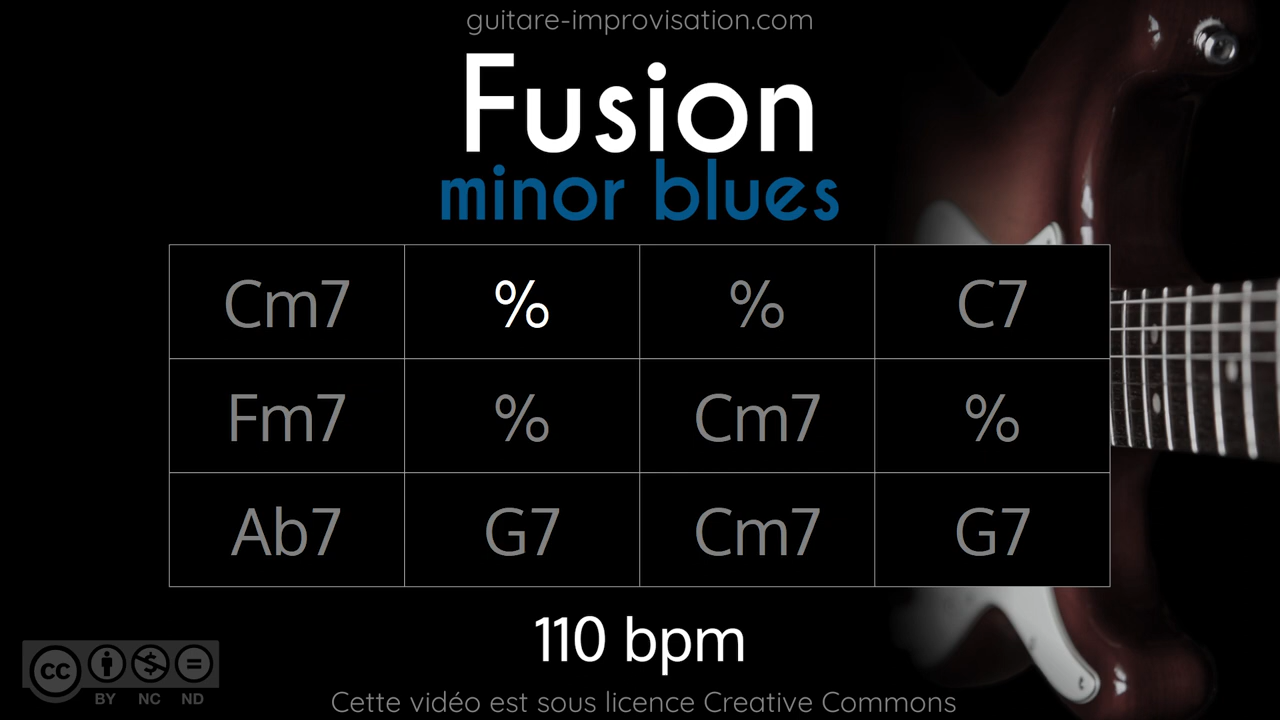 guitare-improvisation.com
Fusion
minor blues
Cm7 % % C7
Fm7 % Cm7 %
Ab7 G7 Cm7 G7
110 bpm
cc BY NC ND
Cette vidéo est sous licence Creative Commons